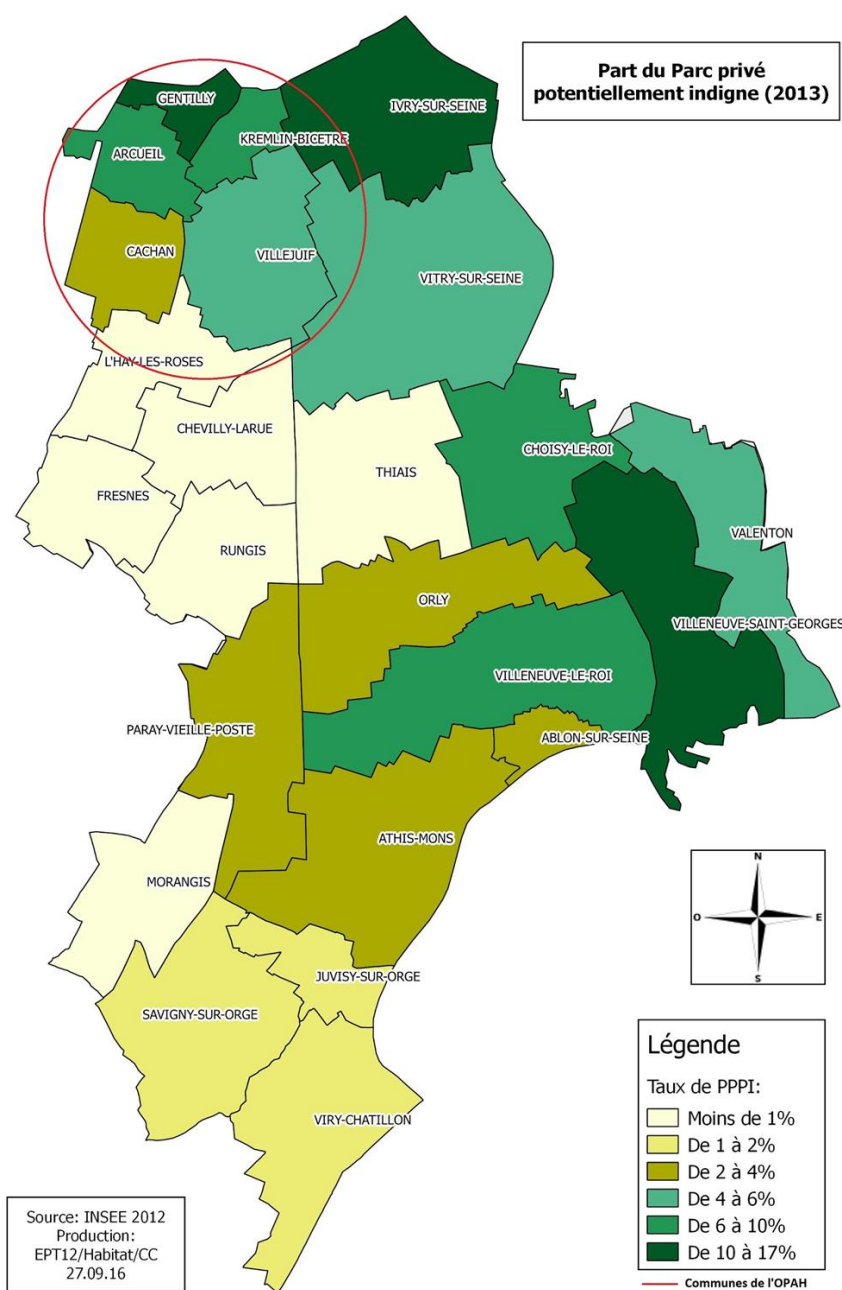 Part du Parc privé
potentiellement indigne (2013)
GENTILLY
IVRY-SUR-SEINE
KREMLIN-BICETRE
ARCUEIL
CACHAN
VILLEJUIF
VITRY-SUR-SEINE
L'HAY-LES-ROSES
CHEVILLY-LARUE
THIAIS
CHOISY-LE-ROI
FRESNES
VALENTON
RUNGIS
ORLY
VILLENEUVE-SAINT-GEORGES
VILLENEUVE-LE-ROI
PARAY-VIEILLE-POSTE
ABLON-SUR-SEINE
ATHIS-MONS
MORANGIS
JUVISY-SUR-ORGE
SAVIGNY-SUR-ORGE
VIRY-CHATILLON
N
O
E
S
Légende
Taux de PPPI:
Moins de 1%
De 1 à 2%
De 2 à 4%
De 4 à 6%
De 6 à 10%
De 10 à 17%
Communes de l'OPAH
Source: INSEE 2012
Production:
EPT12/Habitat/CC
27.09.16